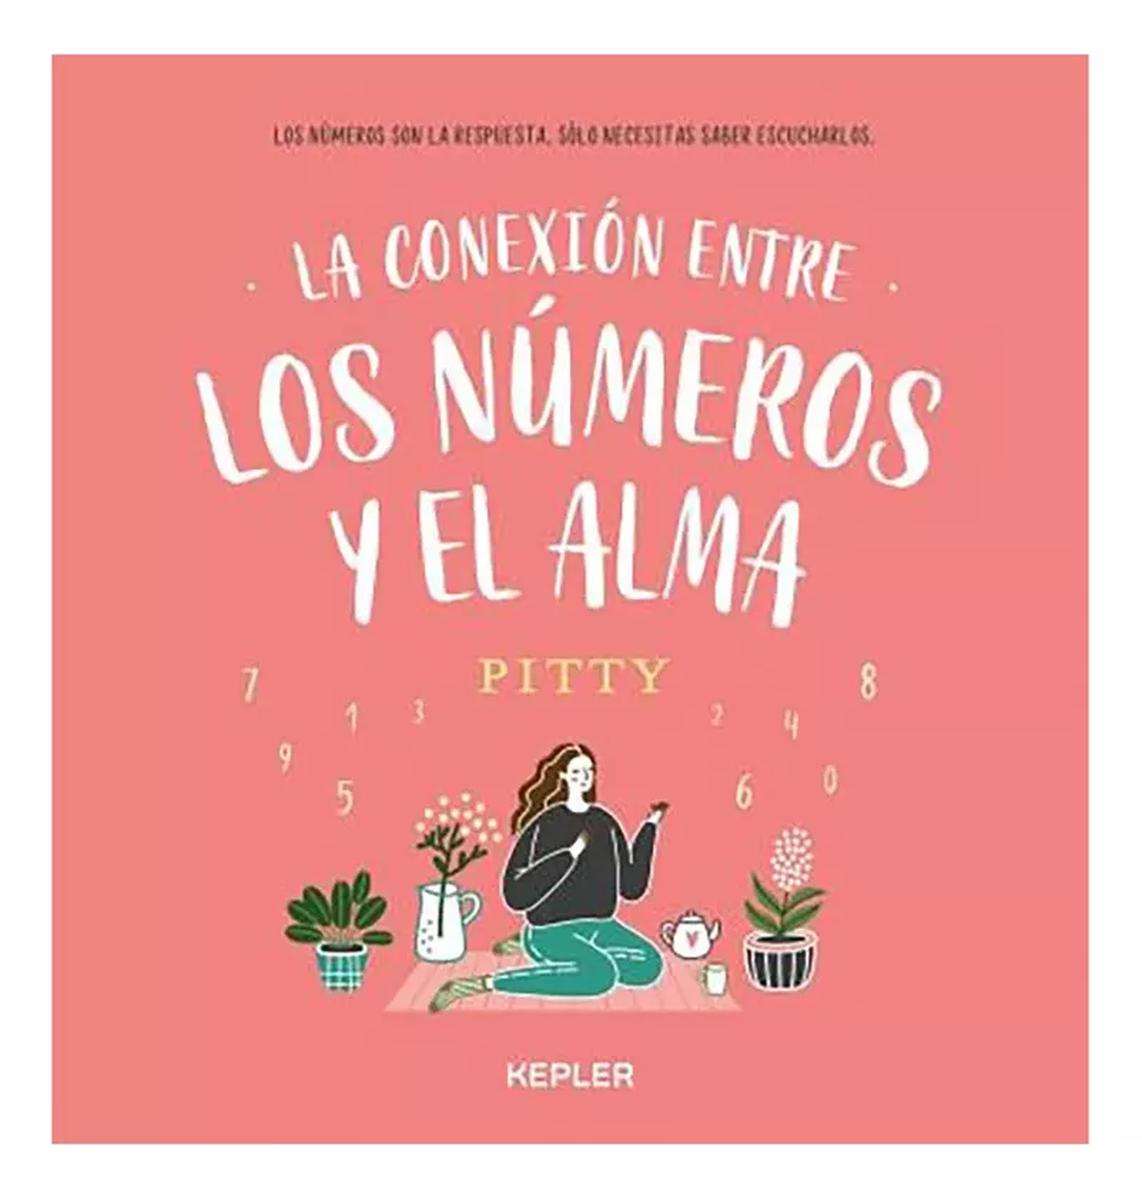 LOS NÚMEROS SON LA RESPUESTA, SÓLO NECESITAS SABER ESCUCHARLOS.
· LA CONEXIÓN ENTRE ·
LOS NÚMEROS
Y EL ALMA
PITTY
7 1 3 2 4 8
9 5 6 0
KEPLER